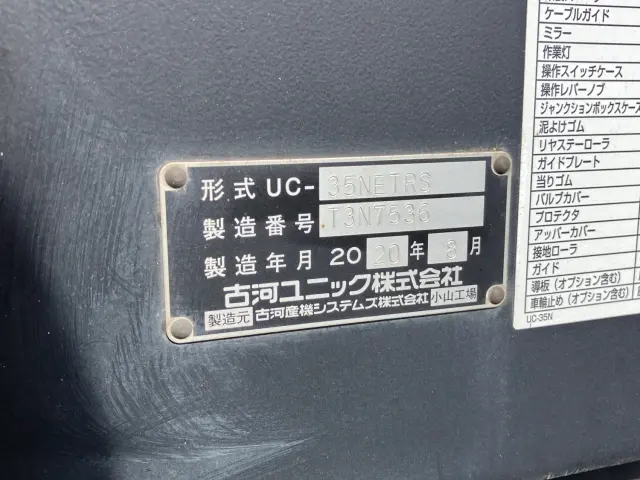 形式 UC-35NETRS
製造番号 T3N7536
製造年月 2020年8月
古河ユニック株式会社
製造元 古河産機システムズ株式会社 小山工場
ケーブルガイド
ミラー
作業灯
操作スイッチケース
操作レバーノブ
ジャンクションボックスケース
泥よけゴム
リヤステーローラ
ガイドプレート
当りゴム
バルブカバー
プロテクタ
アッパーカバー
接地ローラ
ガイド
導板（オプション含む）
車輪止め（オプション含む）
UC-35N